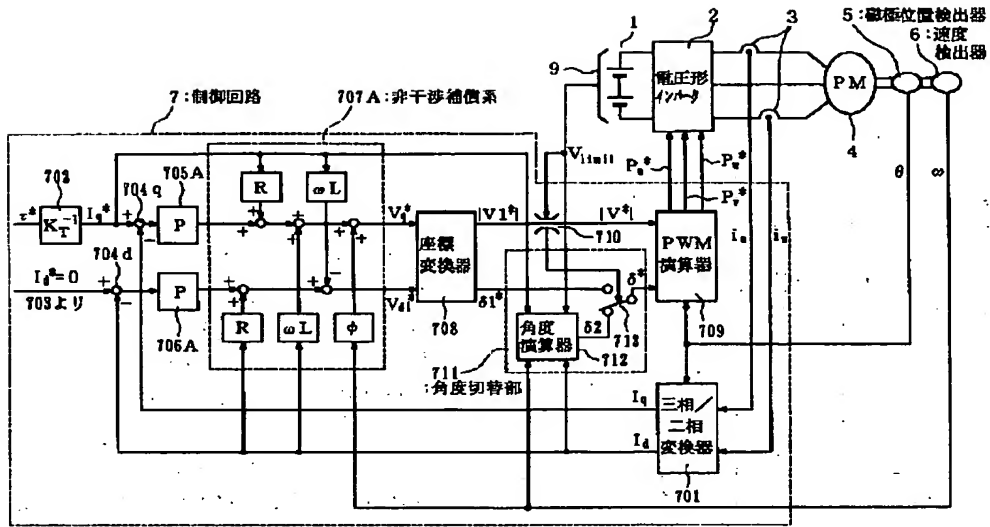 1
2
3
5：磁極位置検出器
6：速度
検出器
9
電圧形
インバータ
PM
4
7：制御回路
707A：非干渉補償系
Vlimit
Pu*
Pw*
Pv*
θ
ω
702
704q
705A
R
ωL
τ*
KT⁻¹
Iq*
P
Vq*
|V1*|
|V*|
710
iu
座標
変換器
PWM
演算器
704d
Id*=0
703より
P
Vd1*
δ1*
δ*
706A
R
ωL
φ
708
角度
演算器
δ2
713
709
712
711
：角度切替部
Iq
Id
三相／
二相
変換器
701